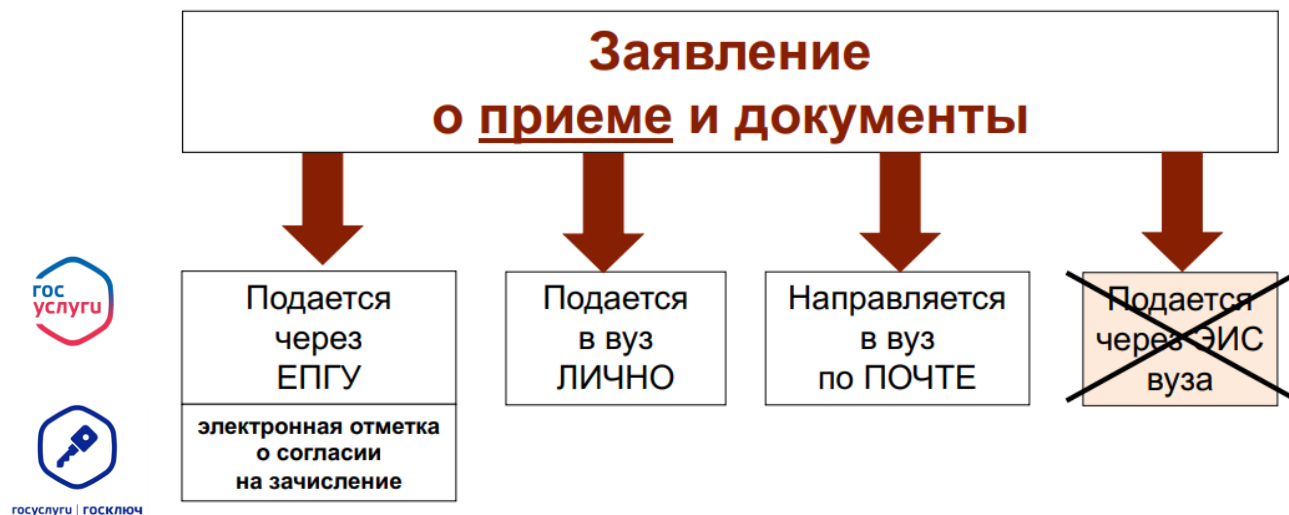 Заявление
о приеме и документы
гос
услуги
Подается
через
ЕПГУ
Подается
в вуз
ЛИЧНО
Направляется
в вуз
по ПОЧТЕ
Подается
через ЭИС
вуза
электронная отметка
о согласии
на зачисление
госуслуги | госключ